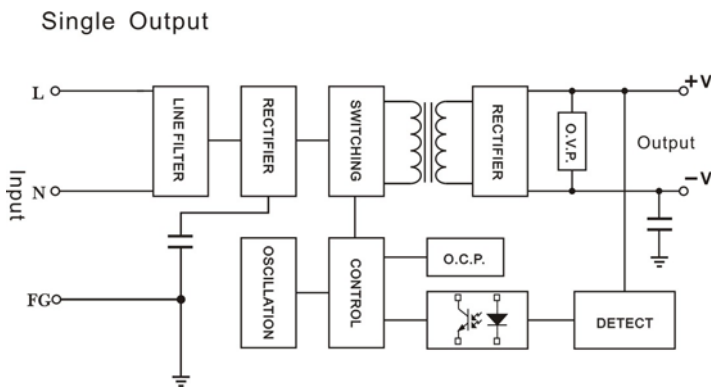 Single Output
L
N
FG
Input
LINE FILTER
RECTIFIER
SWITCHING
RECTIFIER
O.V.P.
+V
Output
−V
OSCILLATION
CONTROL
O.C.P.
DETECT